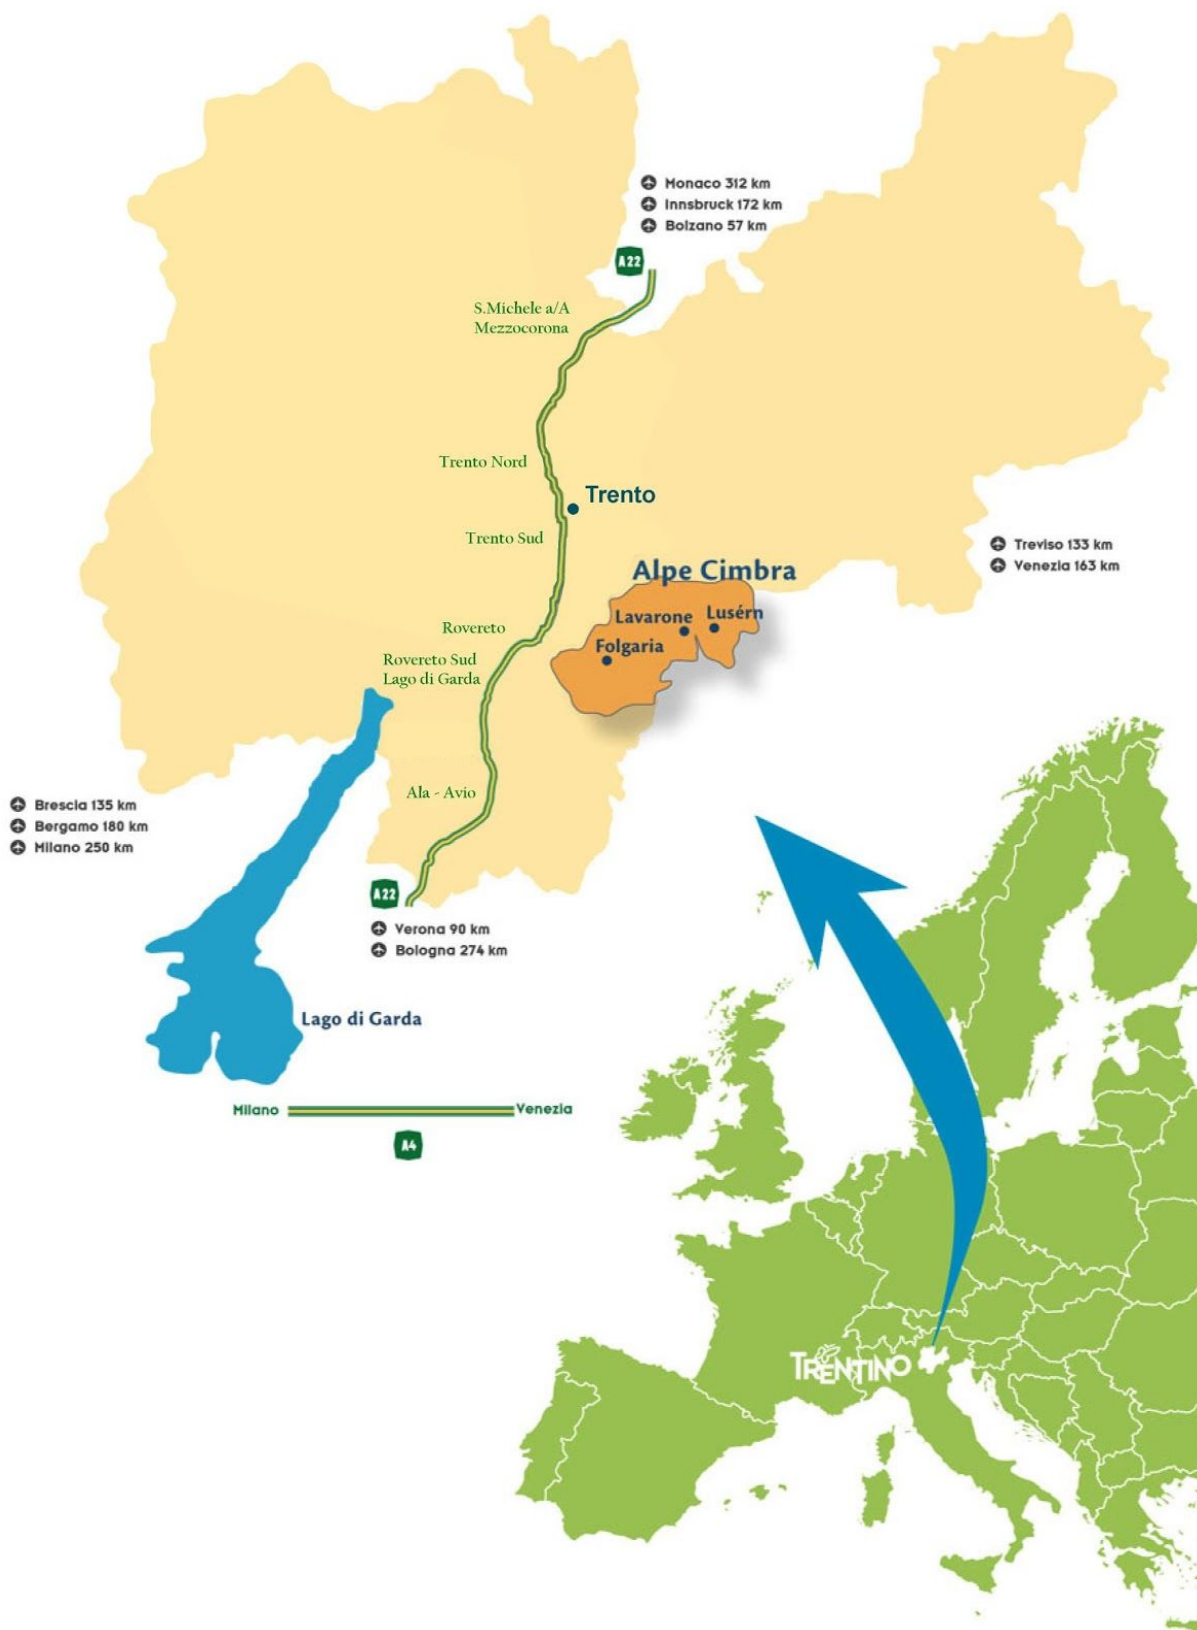 Monaco 312 km
Innsbruck 172 km
Bolzano 57 km
A22
S.Michele a/A
Mezzocorona
Trento Nord
Trento
Trento Sud
Treviso 133 km
Venezia 163 km
Alpe Cimbra
Lavarone
Lusérn
Folgaria
Rovereto
Rovereto Sud
Lago di Garda
Ala - Avio
Brescia 135 km
Bergamo 180 km
Milano 250 km
A22
Verona 90 km
Bologna 274 km
Lago di Garda
Milano
Venezia
A4
TRENTINO